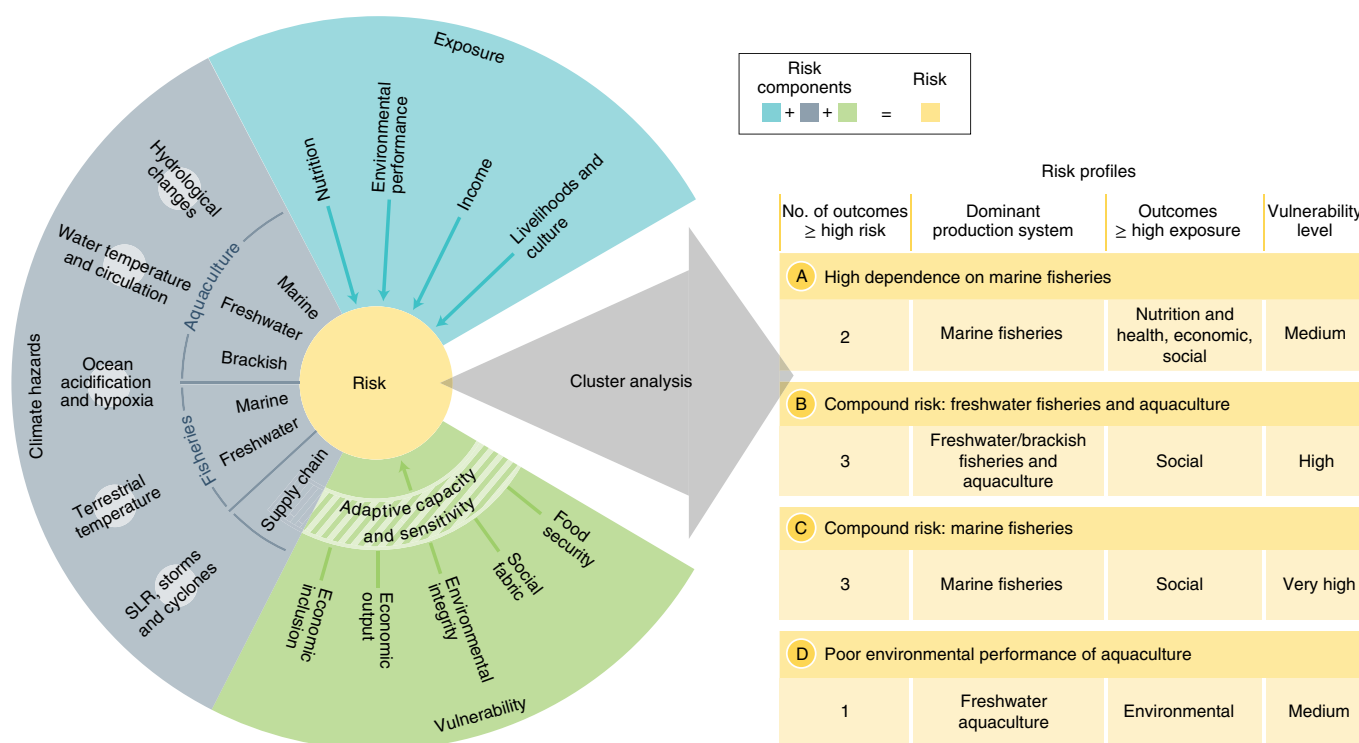 Exposure
Nutrition
Environmental
performance
Income
Livelihoods and
culture
Climate hazards
Hydrological
changes
Water temperature
and circulation
Ocean
acidification
and hypoxia
Terrestrial
temperature
SLR, storms
and cyclones
Aquaculture
Marine
Freshwater
Brackish
Fisheries
Marine
Freshwater
Supply chain
Risk
Adaptive capacity
and sensitivity
Food
security
Social
fabric
Environmental
integrity
Economic
output
Economic
inclusion
Vulnerability
Cluster analysis
Risk
components
Risk
+ + =
Risk profiles
No. of outcomes
≥ high risk
Dominant
production system
Outcomes
≥ high exposure
Vulnerability
level
A High dependence on marine fisheries
2
Marine fisheries
Nutrition and
health, economic,
social
Medium
B Compound risk: freshwater fisheries and aquaculture
3
Freshwater/brackish
fisheries and
aquaculture
Social
High
C Compound risk: marine fisheries
3
Marine fisheries
Social
Very high
D Poor environmental performance of aquaculture
1
Freshwater
aquaculture
Environmental
Medium